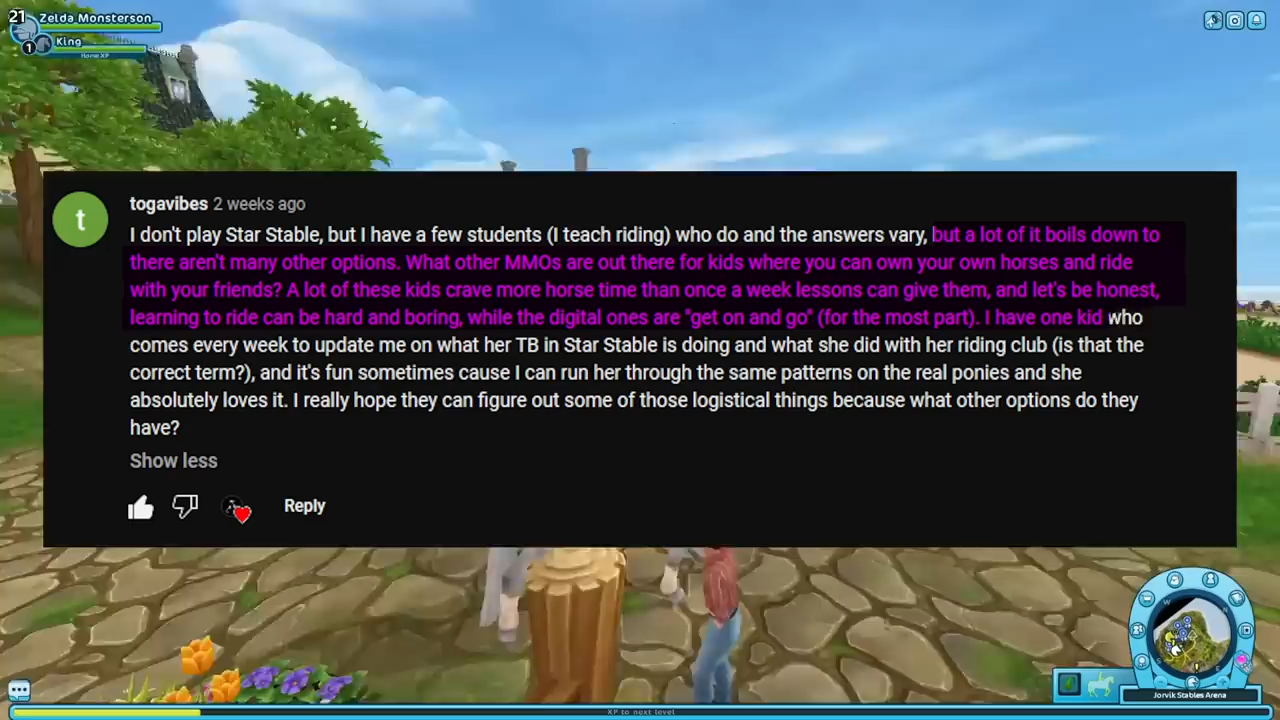 21
Zelda Monsterson
King
1
Home XP
togavibes 2 weeks ago
I don't play Star Stable, but I have a few students (I teach riding) who do and the answers vary, but a lot of it boils down to
there aren't many other options. What other MMOs are out there for kids where you can own your own horses and ride
with your friends? A lot of these kids crave more horse time than once a week lessons can give them, and let's be honest,
learning to ride can be hard and boring, while the digital ones are "get on and go" (for the most part). I have one kid who
comes every week to update me on what her TB in Star Stable is doing and what she did with her riding club (is that the
correct term?), and it's fun sometimes cause I can run her through the same patterns on the real ponies and she
absolutely loves it. I really hope they can figure out some of those logistical things because what other options do they
have?
Show less
Reply
W
N
S
E
Jorvik Stables Arena
XP to next level